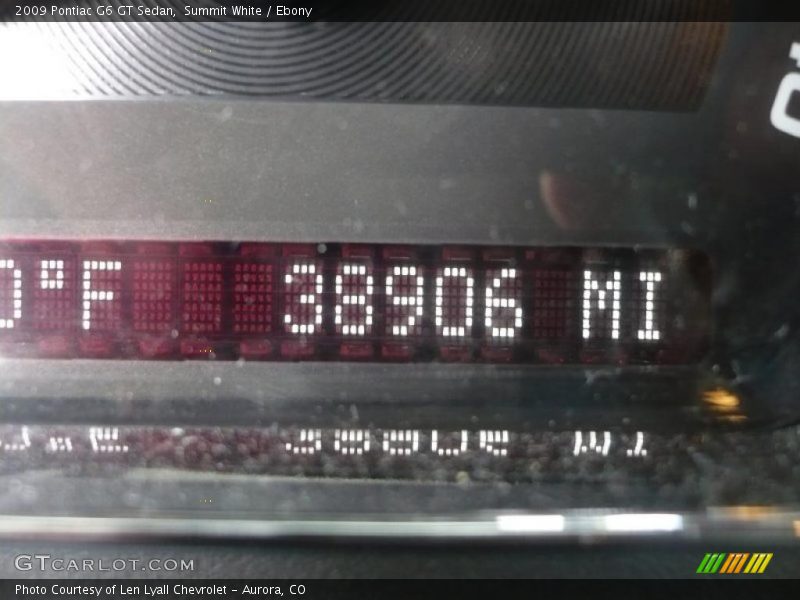 2009 Pontiac G6 GT Sedan, Summit White / Ebony
°F 38906 MI
GTCARLOT.COM
Photo Courtesy of Len Lyall Chevrolet - Aurora, CO